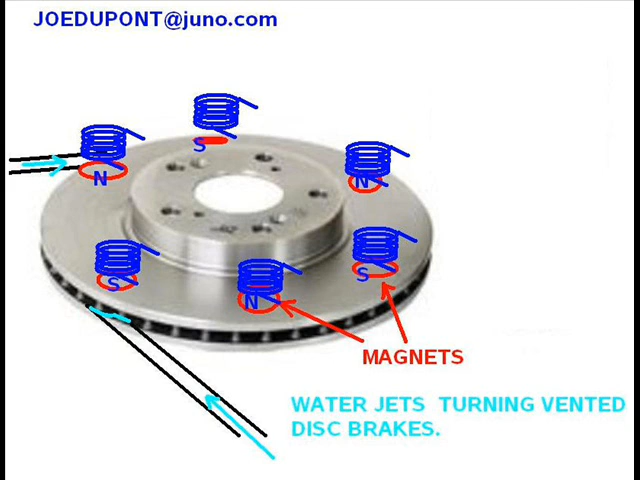 JOEDUPONT@juno.com
S
N
N
S
S
N
MAGNETS
WATER JETS TURNING VENTED
DISC BRAKES.